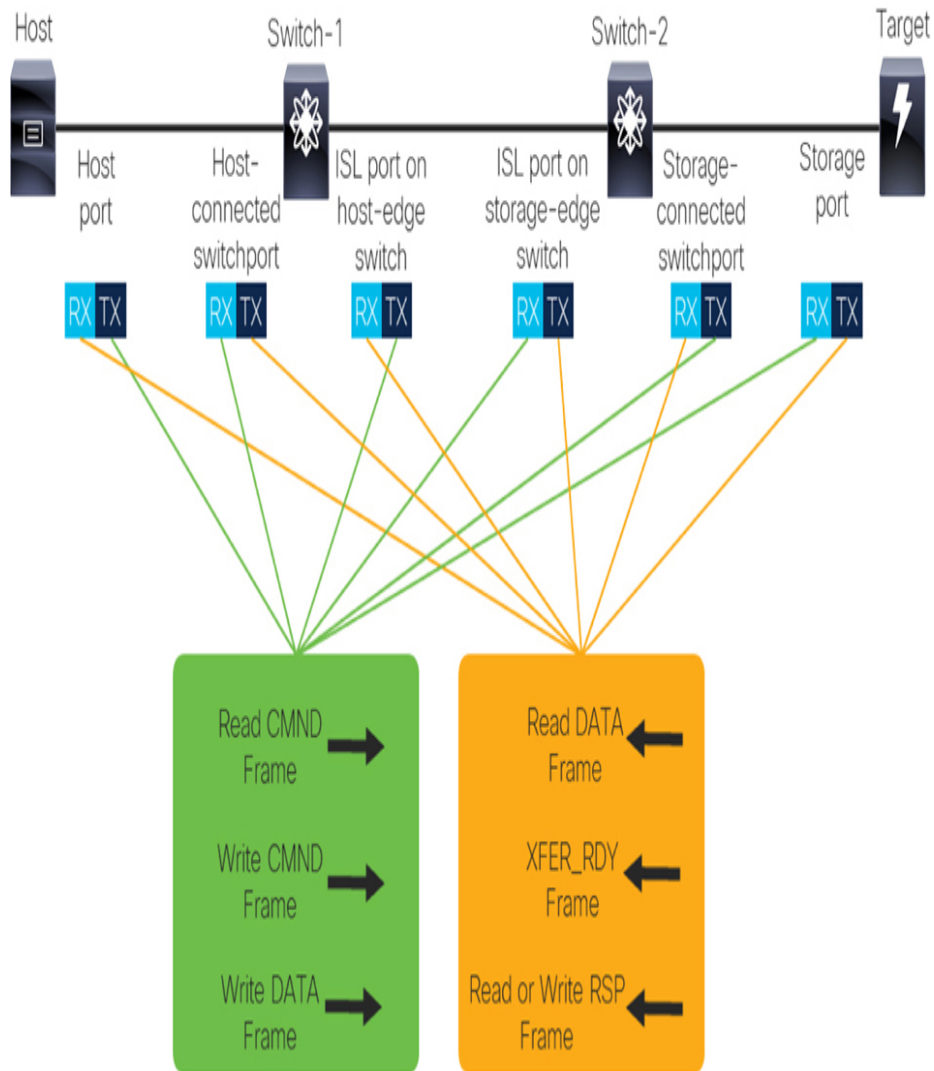 Host
Switch-1
Switch-2
Target
Host
port
Host-
connected
switchport
ISL port on
host-edge
switch
ISL port on
storage-edge
switch
Storage-
connected
switchport
Storage
port
RX TX
RX TX
RX TX
RX TX
RX TX
RX TX
Read CMND
Frame
Write CMND
Frame
Write DATA
Frame
Read DATA
Frame
XFER_RDY
Frame
Read or Write RSP
Frame